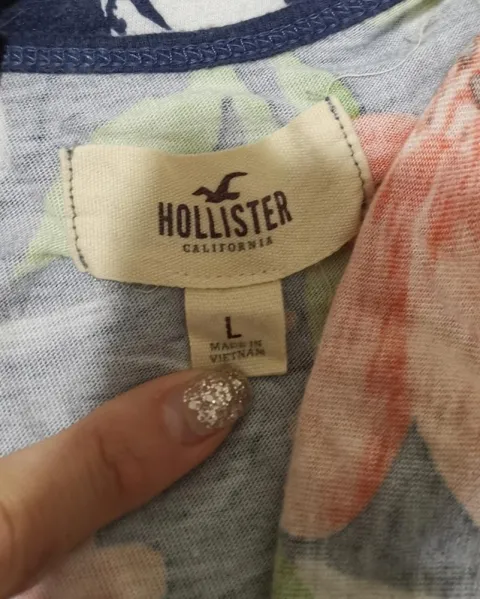 HOLLISTER
CALIFORNIA
L
MADE IN
VIETNAM